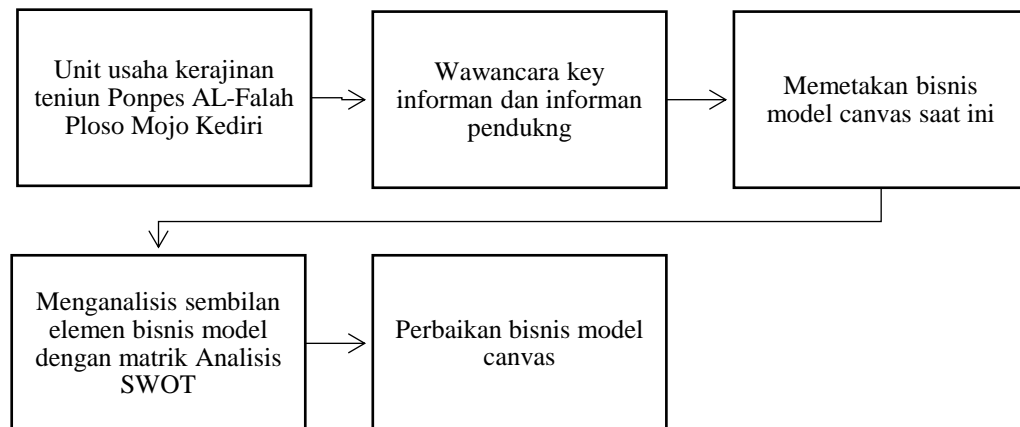 Unit usaha kerajinan
teniun Ponpes AL-Falah
Ploso Mojo Kediri
Wawancara key
informan dan informan
pendukng
Memetakan bisnis
model canvas saat ini
Menganalisis sembilan
elemen bisnis model
dengan matrik Analisis
SWOT
Perbaikan bisnis model
canvas